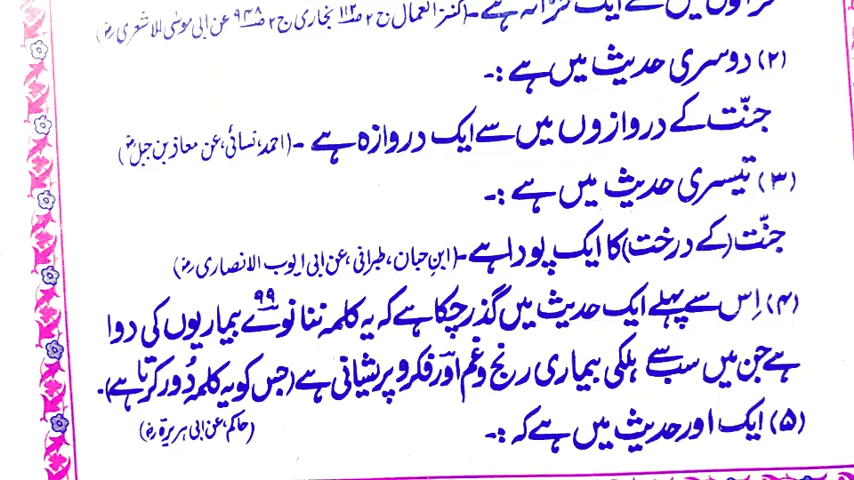 خزانوں میں سے ایک خزانہ ہے۔ (کنز العمال ج ۲ ص ۱۱۲ بخاری ج ۲ ص ۹۴۸ عن ابی موسیٰ الاشعری رض)
(۲) دوسری حدیث میں ہے :۔
جنّت کے دروازوں میں سے ایک دروازہ ہے ۔ (احمد، نسائی، عن معاذ بن جبل رض)
(۳) تیسری حدیث میں ہے :۔
جنّت (کے درخت) کا ایک پودا ہے ۔ (ابنِ حبان، طبرانی، عن ابی ایوب الانصاری رض)
(۴) اِس سے پہلے ایک حدیث میں گذر چکا ہے کہ یہ کلمہ ننانوے ۹۹ بیماریوں کی دوا
ہے جن میں سب سے ہلکی بیماری رنج و غم اور فکر و پریشانی ہے (جس کو یہ کلمہ دُور کرتا ہے)۔
(حاکم، عن ابی ہریرۃ رض)
(۵) ایک اور حدیث میں ہے کہ :۔